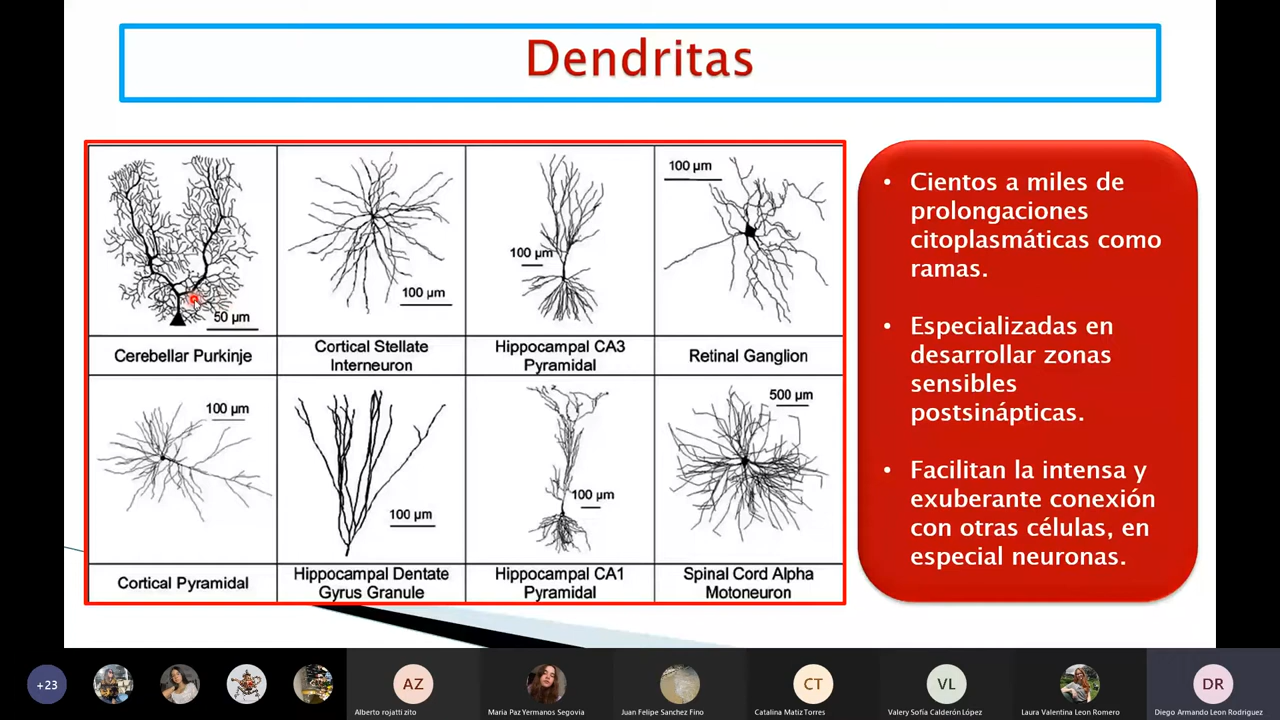 Dendritas
100 µm
100 µm
50 µm
100 µm
Cerebellar Purkinje
Cortical Stellate
Interneuron
Hippocampal CA3
Pyramidal
Retinal Ganglion
100 µm
100 µm
100 µm
500 µm
Cortical Pyramidal
Hippocampal Dentate
Gyrus Granule
Hippocampal CA1
Pyramidal
Spinal Cord Alpha
Motoneuron
• Cientos a miles de
prolongaciones
citoplasmáticas como
ramas.
• Especializadas en
desarrollar zonas
sensibles
postsinápticas.
• Facilitan la intensa y
exuberante conexión
con otras células, en
especial neuronas.
+23
AZ
CT
VL
DR
Alberto rojatti zito
Maria Paz Yermanos Segovia
Juan Felipe Sanchez Fino
Catalina Matiz Torres
Valery Sofía Calderón López
Laura Valentina Leon Romero
Diego Armando Leon Rodriguez